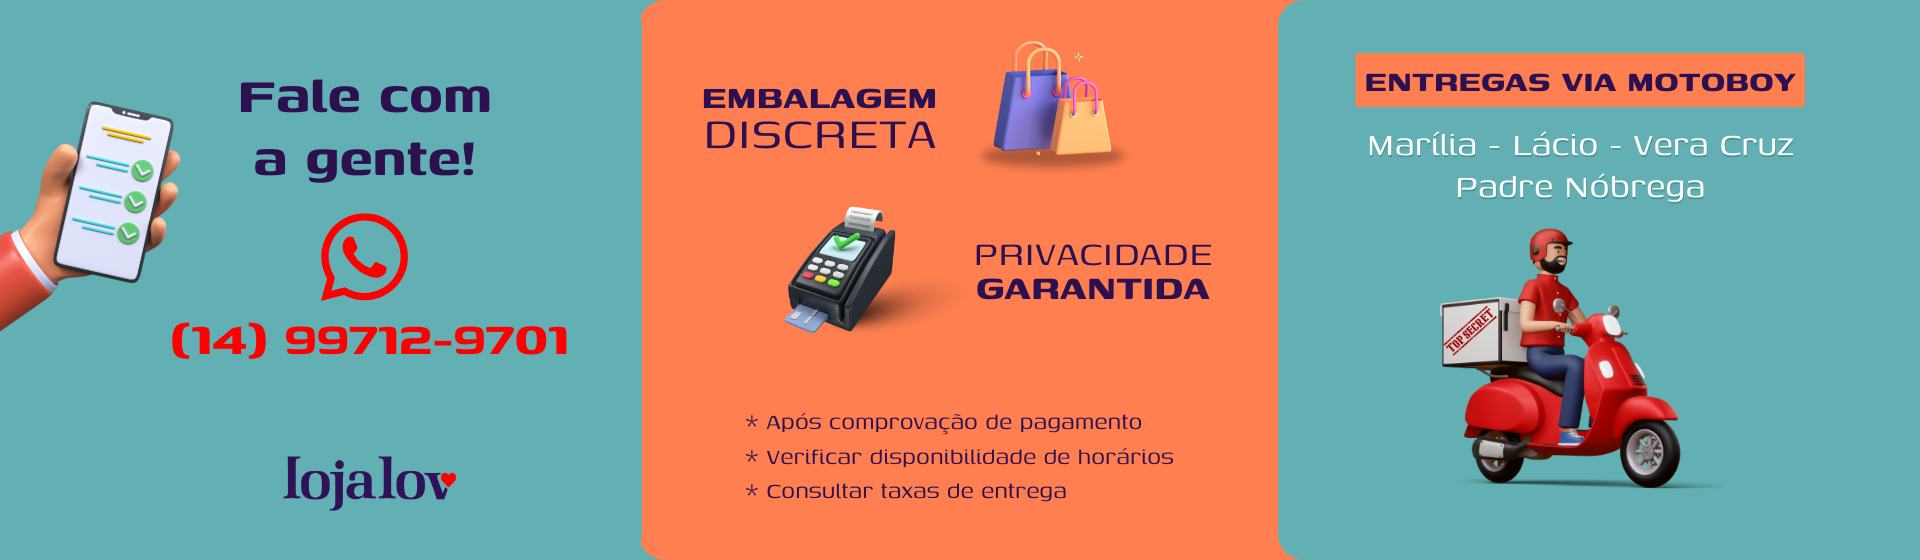 Fale com
a gente!
(14) 99712-9701
lojalov
EMBALAGEM
DISCRETA
PRIVACIDADE
GARANTIDA
* Após comprovação de pagamento
* Verificar disponibilidade de horários
* Consultar taxas de entrega
ENTREGAS VIA MOTOBOY
Marília - Lácio - Vera Cruz
Padre Nóbrega
TOP SECRET